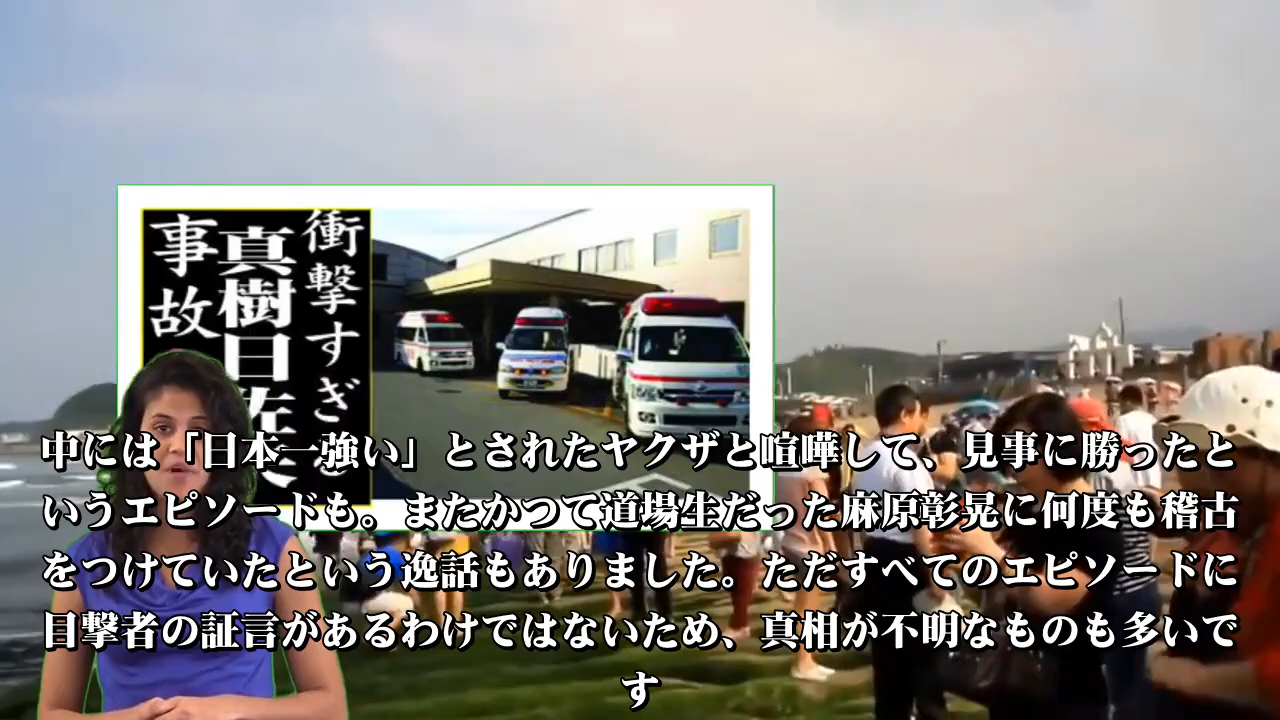 衝撃すぎる
真樹日佐夫
事故
中には「日本一強い」とされたヤクザと喧嘩して、見事に勝ったと
いうエピソードも。またかつて道場生だった麻原彰晃に何度も稽古
をつけていたという逸話もありました。ただすべてのエピソードに
目撃者の証言があるわけではないため、真相が不明なものも多いで
す